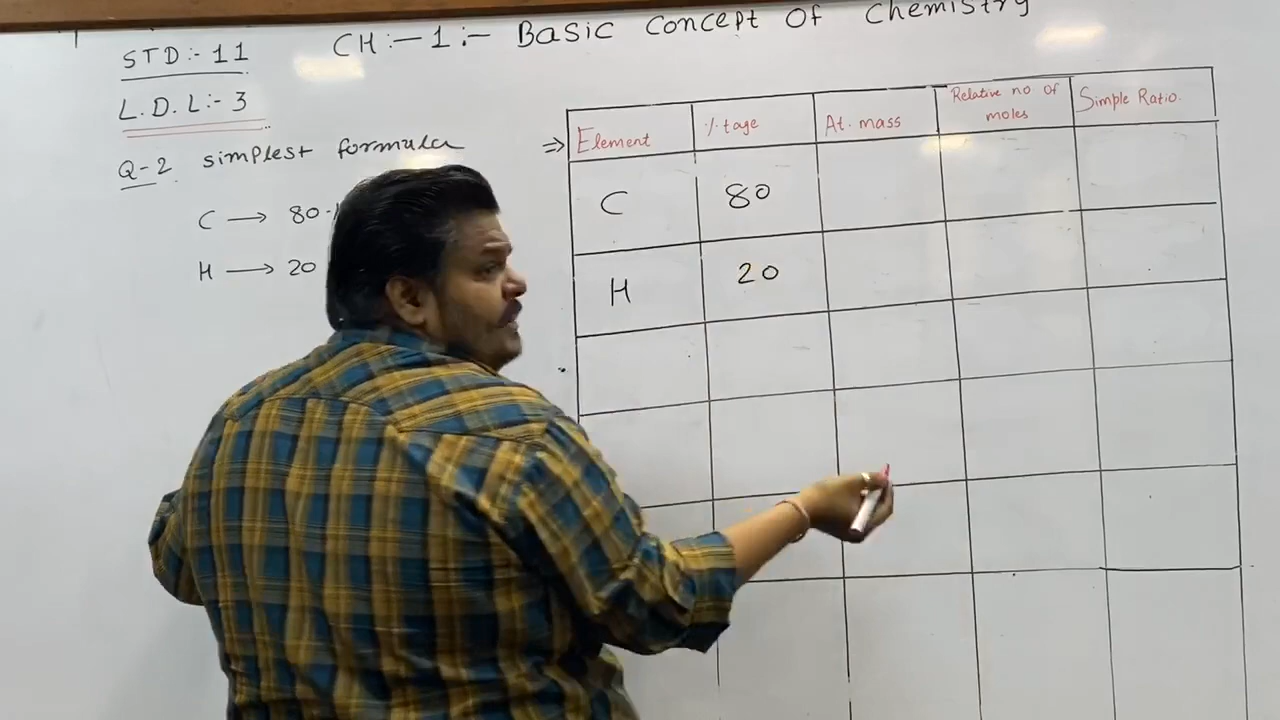 CH:-1:- Basic Concept Of Chemistry
STD:-11
L.D.L:-3
Q-2 simplest formula
C → 80
H → 20
⇒ Element %tage At. mass Relative no of moles Simple Ratio.
C 80
H 20